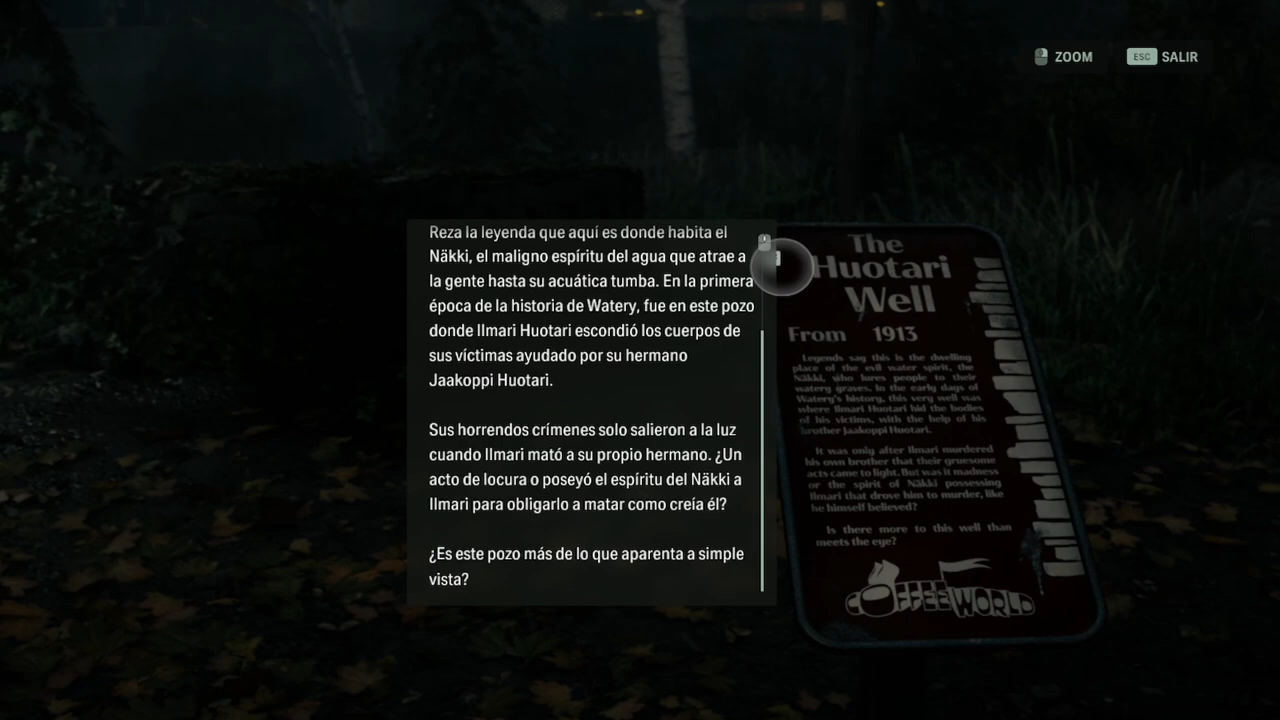 ZOOM
ESC SALIR
Reza la leyenda que aquí es donde habita el
Näkki, el maligno espíritu del agua que atrae a
la gente hasta su acuática tumba. En la primera
época de la historia de Watery, fue en este pozo
donde Ilmari Huotari escondió los cuerpos de
sus víctimas ayudado por su hermano
Jaakoppi Huotari.
Sus horrendos crímenes solo salieron a la luz
cuando Ilmari mató a su propio hermano. ¿Un
acto de locura o poseyó el espíritu del Näkki a
Ilmari para obligarlo a matar como creía él?
¿Es este pozo más de lo que aparenta a simple
vista?
The
Huotari
Well
From 1913
Legends say this is the dwelling
place of the evil water spirit, the
Näkki, who lures people to their
watery graves. In the early days of
Watery's history, this very well was
where Ilmari Huotari hid the bodies
of his victims, with the help of his
brother Jaakoppi Huotari.
It was only after Ilmari murdered
his own brother that their gruesome
acts came to light. But was it madness
or the spirit of Näkki possessing
Ilmari that drove him to murder, like
he himself believed?
Is there more to this well than
meets the eye?
COFFEE WORLD